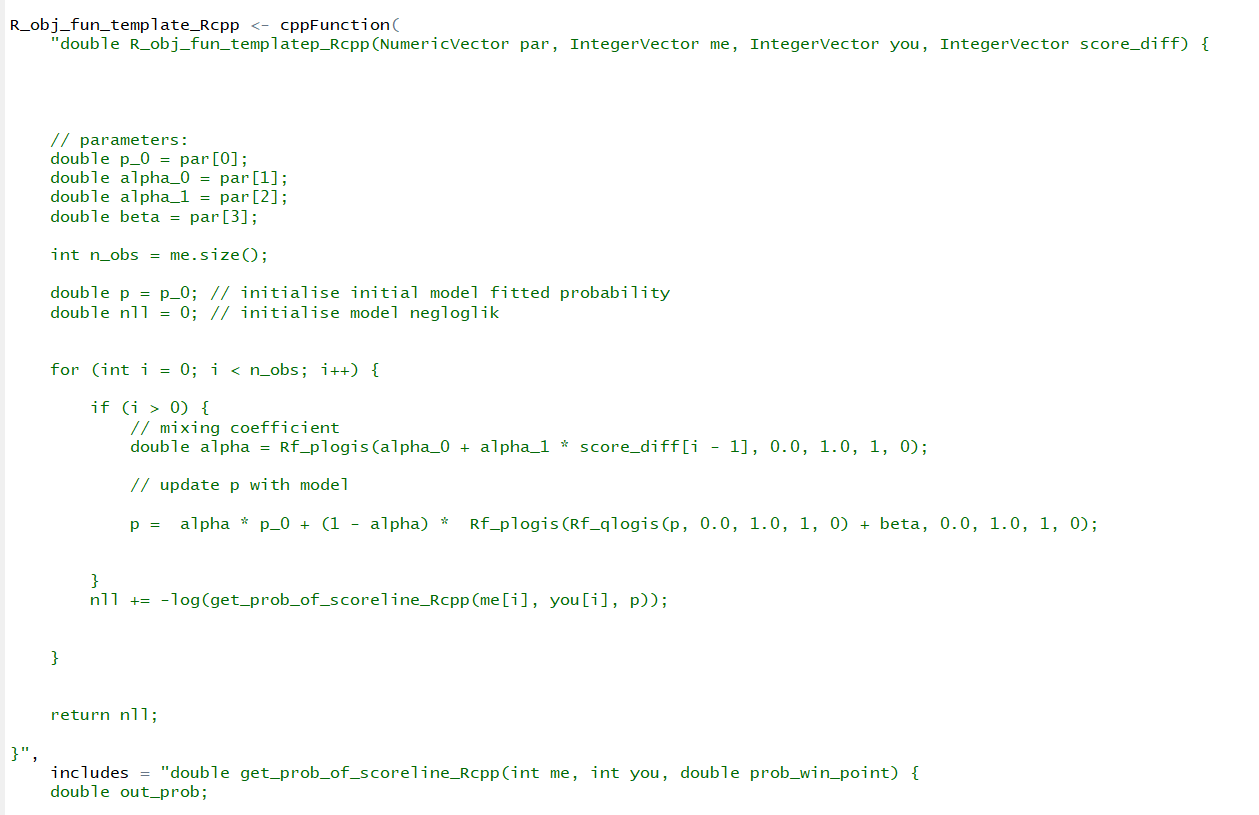 R_obj_fun_template_Rcpp <- cppFunction(
"double R_obj_fun_templatep_Rcpp(NumericVector par, IntegerVector me, IntegerVector you, IntegerVector score_diff) {
// parameters:
double p_0 = par[0];
double alpha_0 = par[1];
double alpha_1 = par[2];
double beta = par[3];
int n_obs = me.size();
double p = p_0; // initialise initial model fitted probability
double nll = 0; // initialise model negloglik
for (int i = 0; i < n_obs; i++) {
if (i > 0) {
// mixing coefficient
double alpha = Rf_plogis(alpha_0 + alpha_1 * score_diff[i - 1], 0.0, 1.0, 1, 0);
// update p with model
p =  alpha * p_0 + (1 - alpha) *  Rf_plogis(Rf_qlogis(p, 0.0, 1.0, 1, 0) + beta, 0.0, 1.0, 1, 0);
}
nll += -log(get_prob_of_scoreline_Rcpp(me[i], you[i], p));
}
return nll;
}",
includes = "double get_prob_of_scoreline_Rcpp(int me, int you, double prob_win_point) {
double out_prob;